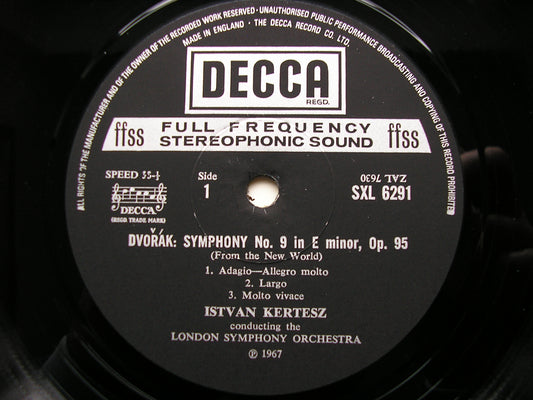 ALL RIGHTS OF THE MANUFACTURER AND OF THE OWNER OF THE RECORDED WORK RESERVED • UNAUTHORISED PUBLIC PERFORMANCE BROADCASTING AND COPYING OF THIS RECORD PROHIBITED
MADE IN ENGLAND • THE DECCA RECORD CO. LTD.
DECCA
REGD.
ffss FULL FREQUENCY STEREOPHONIC SOUND ffss
SPEED 33-⅓
Side
1
ZAL 7630
SXL 6291
DECCA
(REGD. TRADE MARK)
DVOŘÁK: SYMPHONY No. 9 in E minor, Op. 95
(From the New World)
1. Adagio—Allegro molto
2. Largo
3. Molto vivace
ISTVAN KERTESZ
conducting the
LONDON SYMPHONY ORCHESTRA
℗ 1967